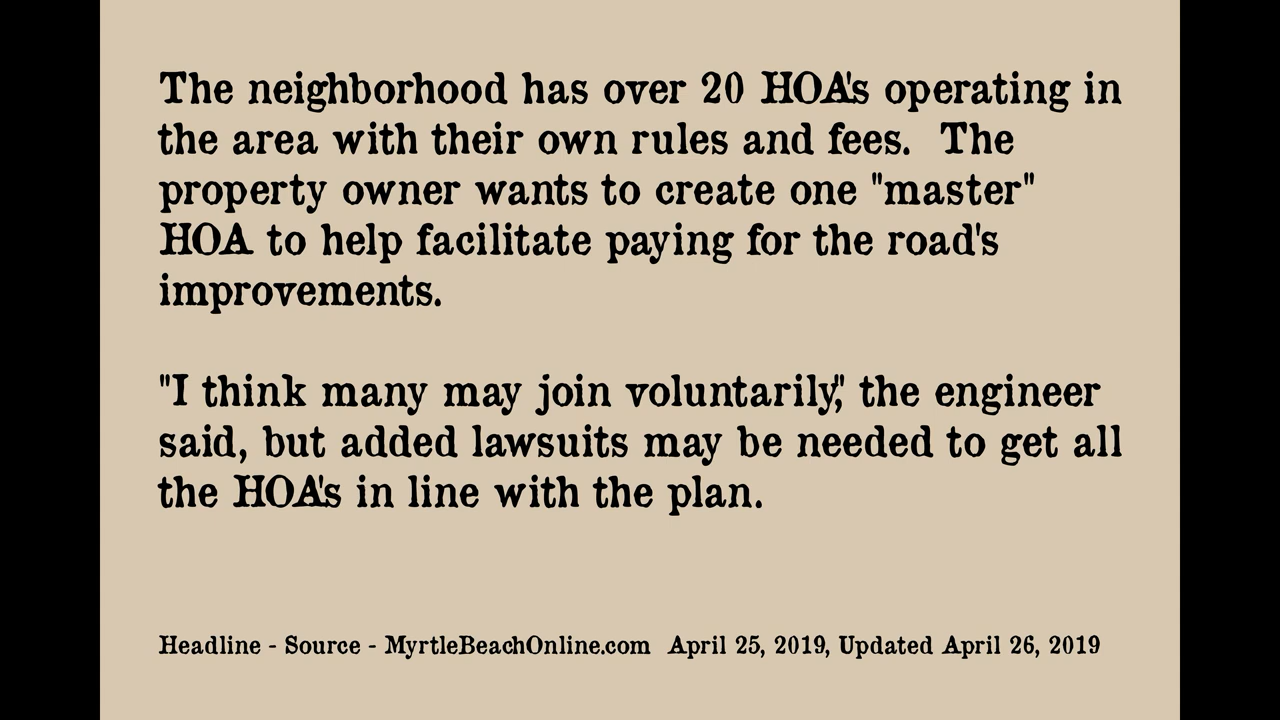 The neighborhood has over 20 HOA's operating in
the area with their own rules and fees.  The
property owner wants to create one "master"
HOA to help facilitate paying for the road's
improvements.
"I think many may join voluntarily," the engineer
said, but added lawsuits may be needed to get all
the HOA's in line with the plan.
Headline - Source - MyrtleBeachOnline.com  April 25, 2019, Updated April 26, 2019